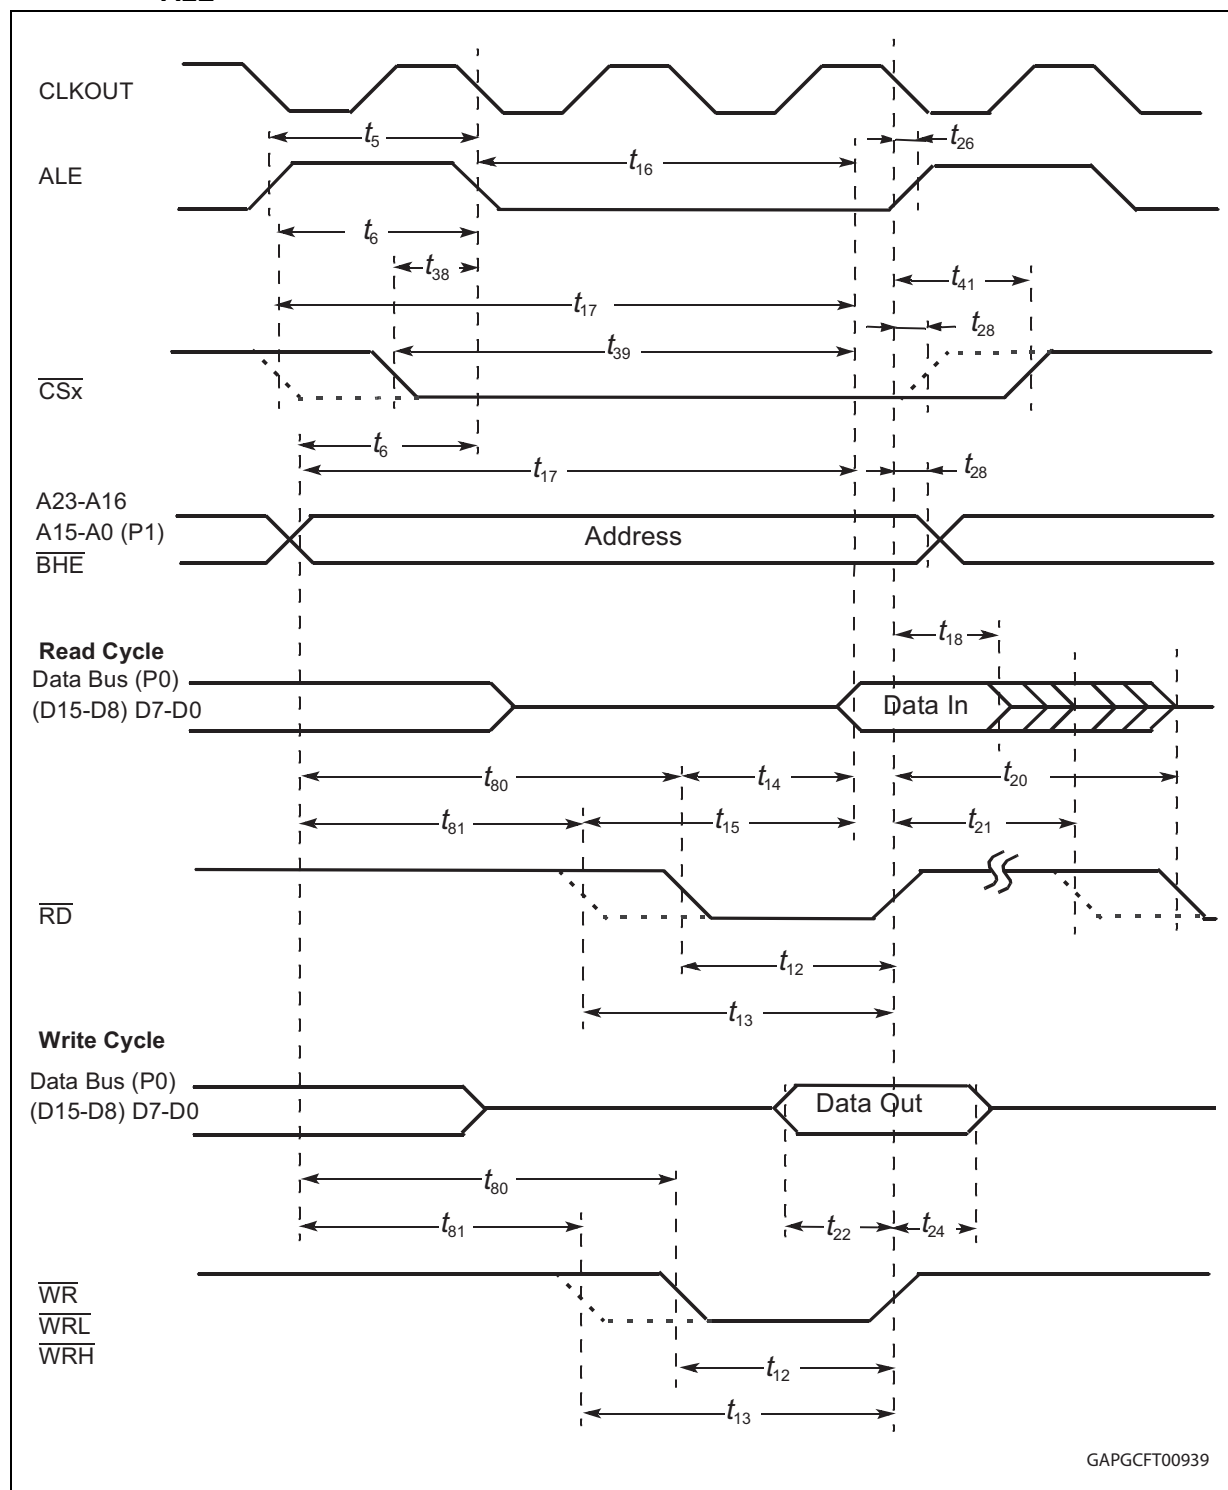 CLKOUT
t5
t26
t16
ALE
t6
t38
t41
t17
t28
t39
CSx
t6
t17
t28
A23-A16
A15-A0 (P1)
Address
BHE
t18
Read Cycle
Data Bus (P0)
(D15-D8) D7-D0
Data In
t80
t14
t20
t81
t15
t21
RD
t12
t13
Write Cycle
Data Bus (P0)
(D15-D8) D7-D0
Data Out
t80
t81
t22
t24
WR
WRL
WRH
t12
t13
GAPGCFT00939